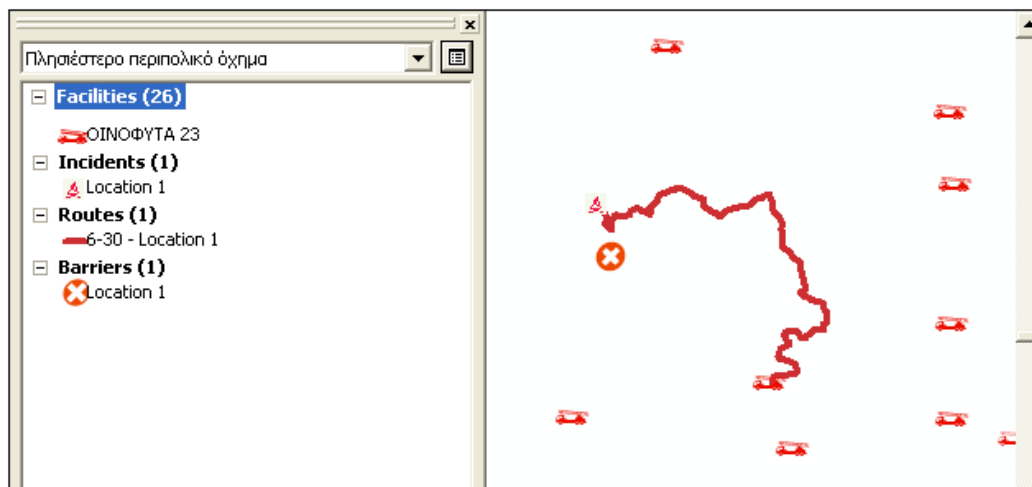 Πλησιέστερο περιπολικό όχημα
Facilities (26)
ΟΙΝΟΦΥΤΑ 23
Incidents (1)
Location 1
Routes (1)
6-30 - Location 1
Barriers (1)
Location 1